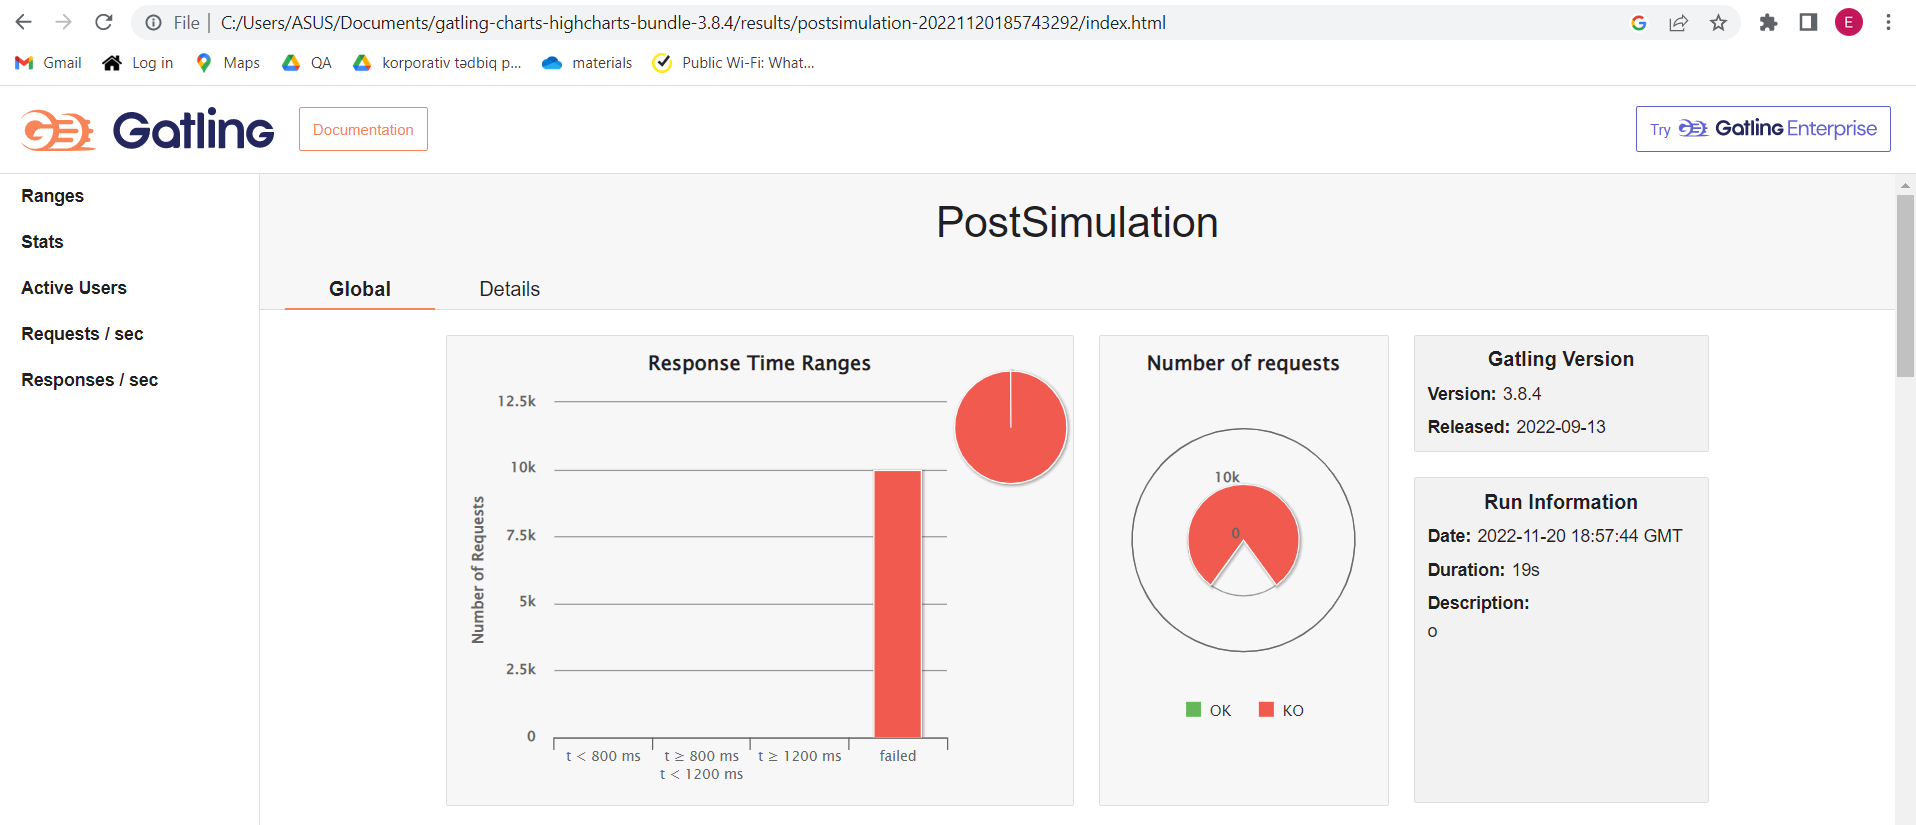 File | C:/Users/ASUS/Documents/gatling-charts-highcharts-bundle-3.8.4/results/postsimulation-20221120185743292/index.html
E
Gmail Log in Maps QA korporativ tədbiq p... materials Public Wi-Fi: What...
Gatling Documentation Try Gatling Enterprise
Ranges
Stats
Active Users
Requests / sec
Responses / sec
PostSimulation
Global Details
Response Time Ranges
12.5k
10k
7.5k
5k
2.5k
0
Number of Requests
t < 800 ms
t ≥ 800 ms
t < 1200 ms
t ≥ 1200 ms
failed
Number of requests
10k
0
OK KO
Gatling Version
Version: 3.8.4
Released: 2022-09-13
Run Information
Date: 2022-11-20 18:57:44 GMT
Duration: 19s
Description:
o